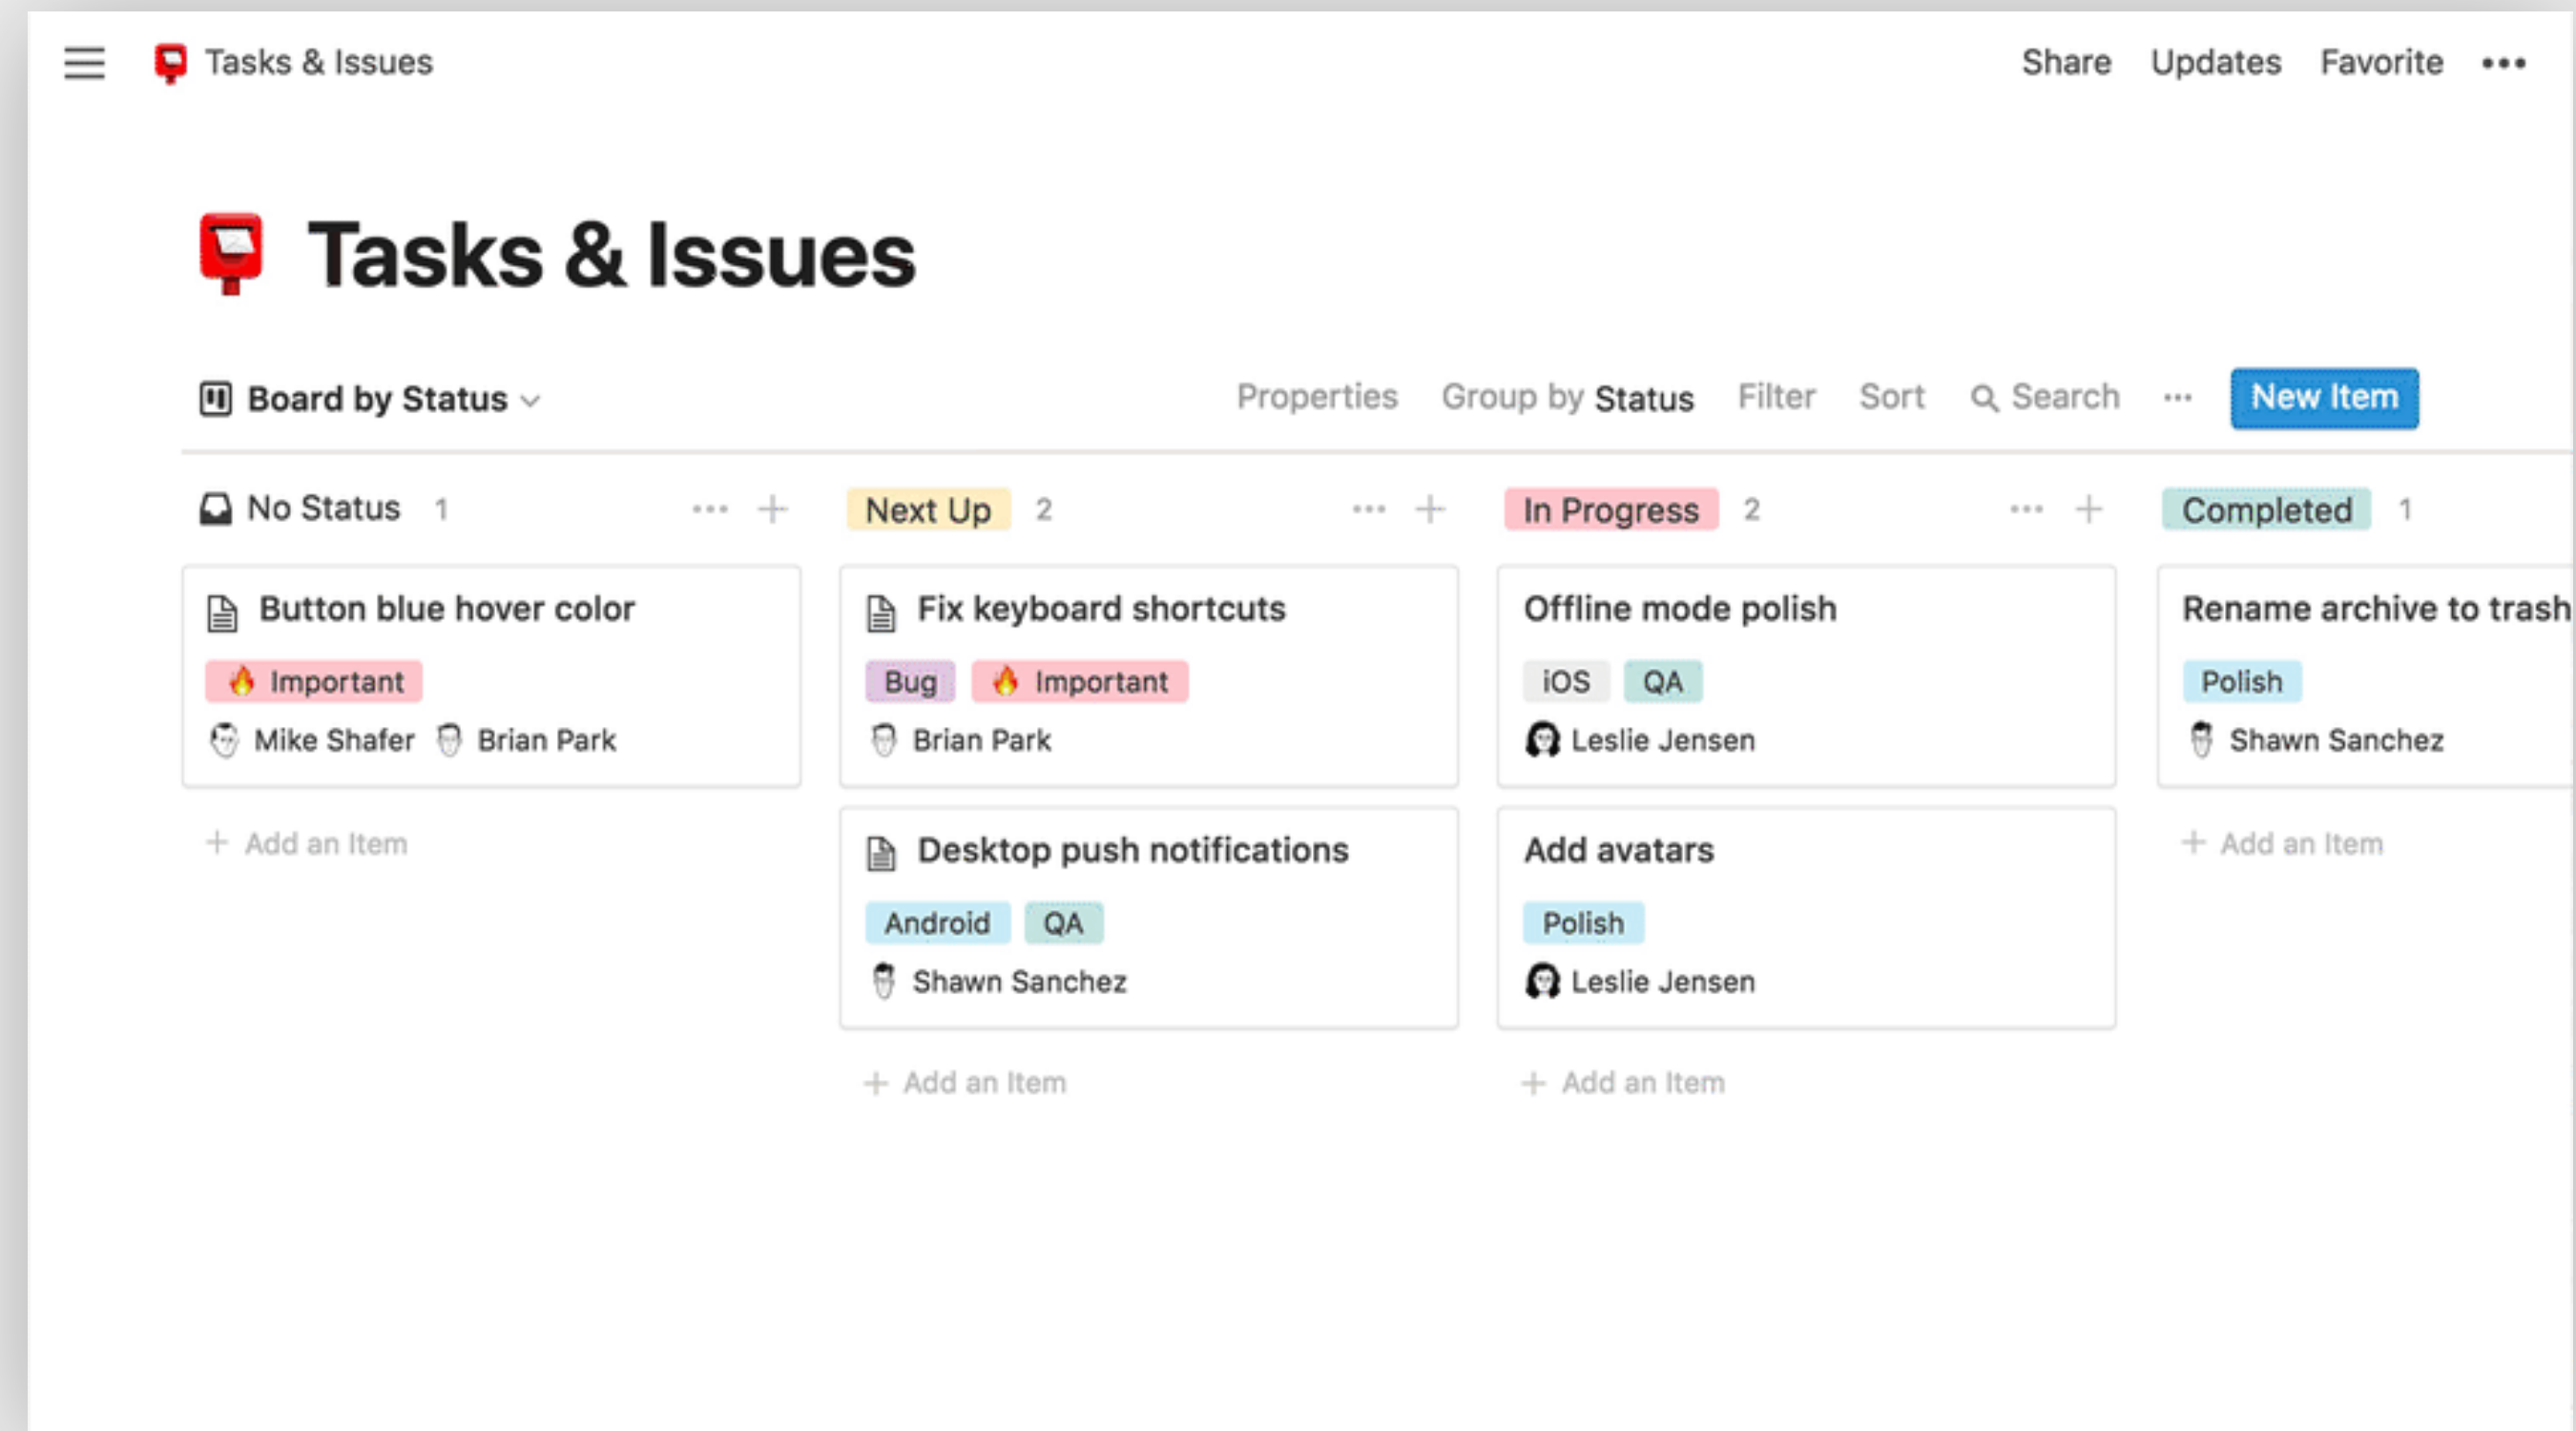 Tasks & Issues
Share Updates Favorite
Tasks & Issues
Board by Status
Properties Group by Status Filter Sort Search New Item
No Status 1
Button blue hover color
🔥 Important
Mike Shafer Brian Park
+ Add an Item
Next Up 2
Fix keyboard shortcuts
Bug 🔥 Important
Brian Park
Desktop push notifications
Android QA
Shawn Sanchez
+ Add an Item
In Progress 2
Offline mode polish
iOS QA
Leslie Jensen
Add avatars
Polish
Leslie Jensen
+ Add an Item
Completed 1
Rename archive to trash
Polish
Shawn Sanchez
+ Add an Item